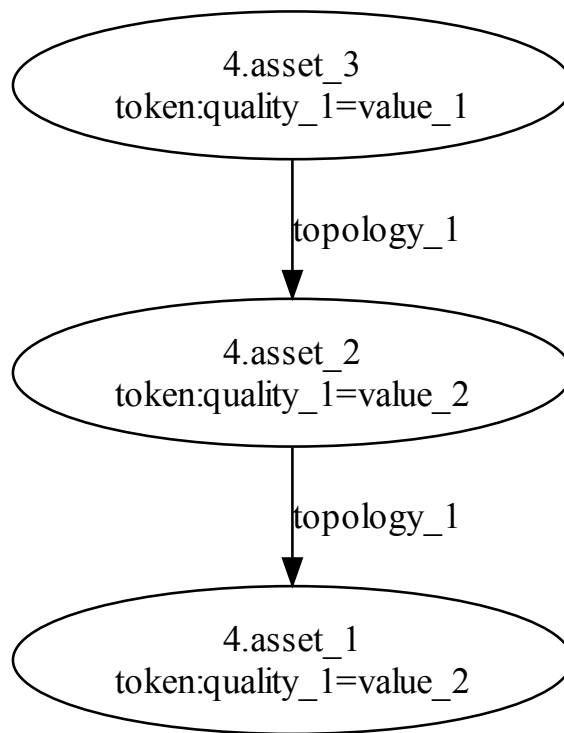 4.asset_3
token:quality_1=value_1
topology_1
4.asset_2
token:quality_1=value_2
topology_1
4.asset_1
token:quality_1=value_2